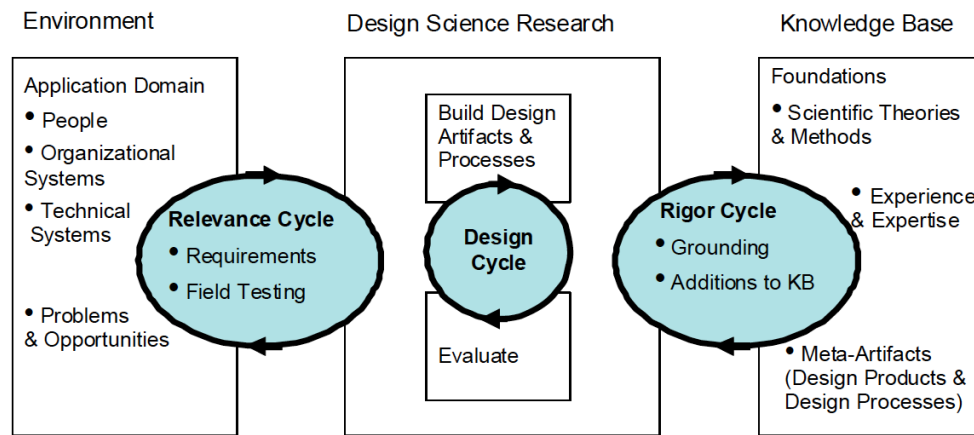 Environment
Design Science Research
Knowledge Base
Application Domain
• People
• Organizational
Systems
• Technical
Systems
• Problems
& Opportunities
Relevance Cycle
• Requirements
• Field Testing
Build Design
Artifacts &
Processes
Design
Cycle
Evaluate
Rigor Cycle
• Grounding
• Additions to KB
Foundations
• Scientific Theories
& Methods
• Experience
& Expertise
• Meta-Artifacts
(Design Products &
Design Processes)